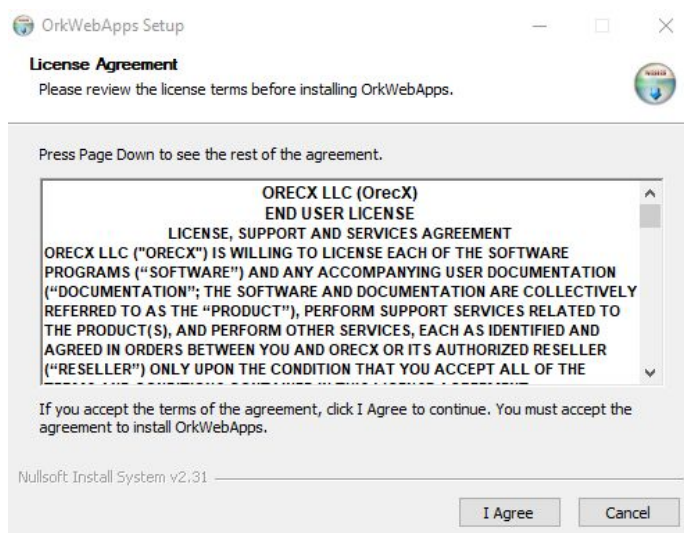 OrkWebApps Setup
License Agreement
Please review the license terms before installing OrkWebApps.
Press Page Down to see the rest of the agreement.
ORECX LLC (OrecX)
END USER LICENSE
LICENSE, SUPPORT AND SERVICES AGREEMENT
ORECX LLC ("ORECX") IS WILLING TO LICENSE EACH OF THE SOFTWARE
PROGRAMS (“SOFTWARE”) AND ANY ACCOMPANYING USER DOCUMENTATION
(“DOCUMENTATION”; THE SOFTWARE AND DOCUMENTATION ARE COLLECTIVELY
REFERRED TO AS THE “PRODUCT”), PERFORM SUPPORT SERVICES RELATED TO
THE PRODUCT(S), AND PERFORM OTHER SERVICES, EACH AS IDENTIFIED AND
AGREED IN ORDERS BETWEEN YOU AND ORECX OR ITS AUTHORIZED RESELLER
(“RESELLER”) ONLY UPON THE CONDITION THAT YOU ACCEPT ALL OF THE
If you accept the terms of the agreement, click I Agree to continue. You must accept the
agreement to install OrkWebApps.
Nullsoft Install System v2.31
I Agree
Cancel